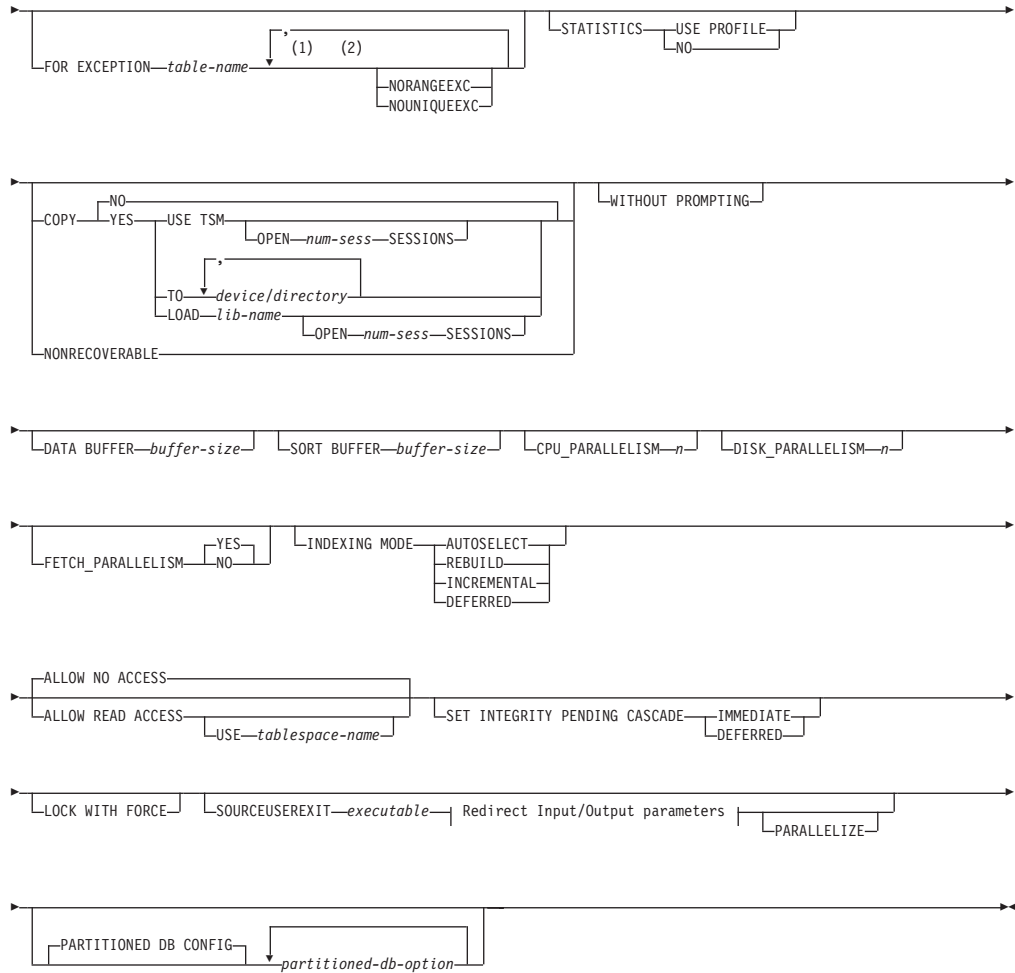 ,
(1) (2)
FOR EXCEPTION table-name
NORANGEEXC
NOUNIQUEEXC
STATISTICS USE PROFILE
NO
NO
COPY YES USE TSM
OPEN num-sess SESSIONS
,
TO device/directory
LOAD lib-name
OPEN num-sess SESSIONS
NONRECOVERABLE
WITHOUT PROMPTING
DATA BUFFER buffer-size SORT BUFFER buffer-size CPU_PARALLELISM n DISK_PARALLELISM n
YES
FETCH_PARALLELISM NO
INDEXING MODE AUTOSELECT
REBUILD
INCREMENTAL
DEFERRED
ALLOW NO ACCESS
ALLOW READ ACCESS
USE tablespace-name
SET INTEGRITY PENDING CASCADE IMMEDIATE
DEFERRED
LOCK WITH FORCE SOURCEUSEREXIT executable Redirect Input/Output parameters
PARALLELIZE
PARTITIONED DB CONFIG
partitioned-db-option